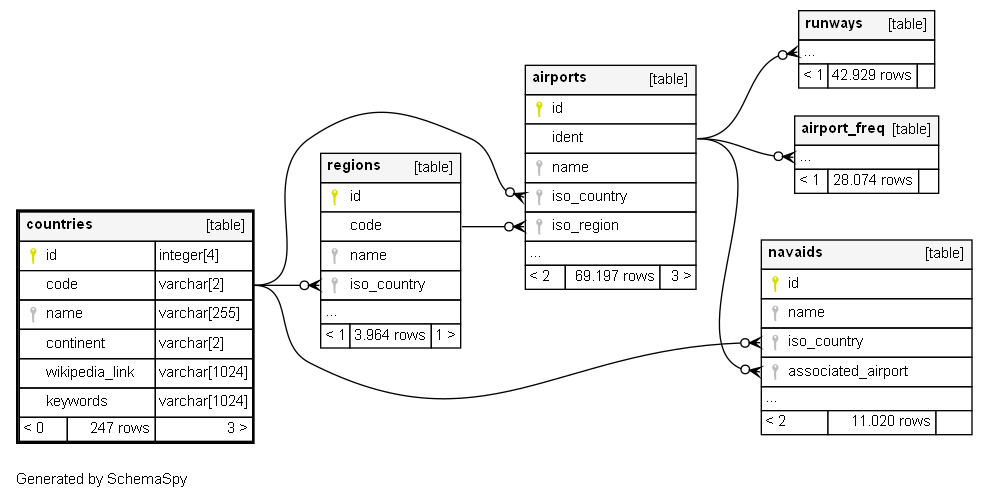 countries [table]
id integer[4]
code varchar[2]
name varchar[255]
continent varchar[2]
wikipedia_link varchar[1024]
keywords varchar[1024]
< 0 247 rows 3 >
regions [table]
id
code
name
iso_country
...
< 1 3.964 rows 1 >
airports [table]
id
ident
name
iso_country
iso_region
...
< 2 69.197 rows 3 >
runways [table]
...
< 1 42.929 rows
airport_freq [table]
...
< 1 28.074 rows
navaids [table]
id
name
iso_country
associated_airport
...
< 2 11.020 rows
Generated by SchemaSpy